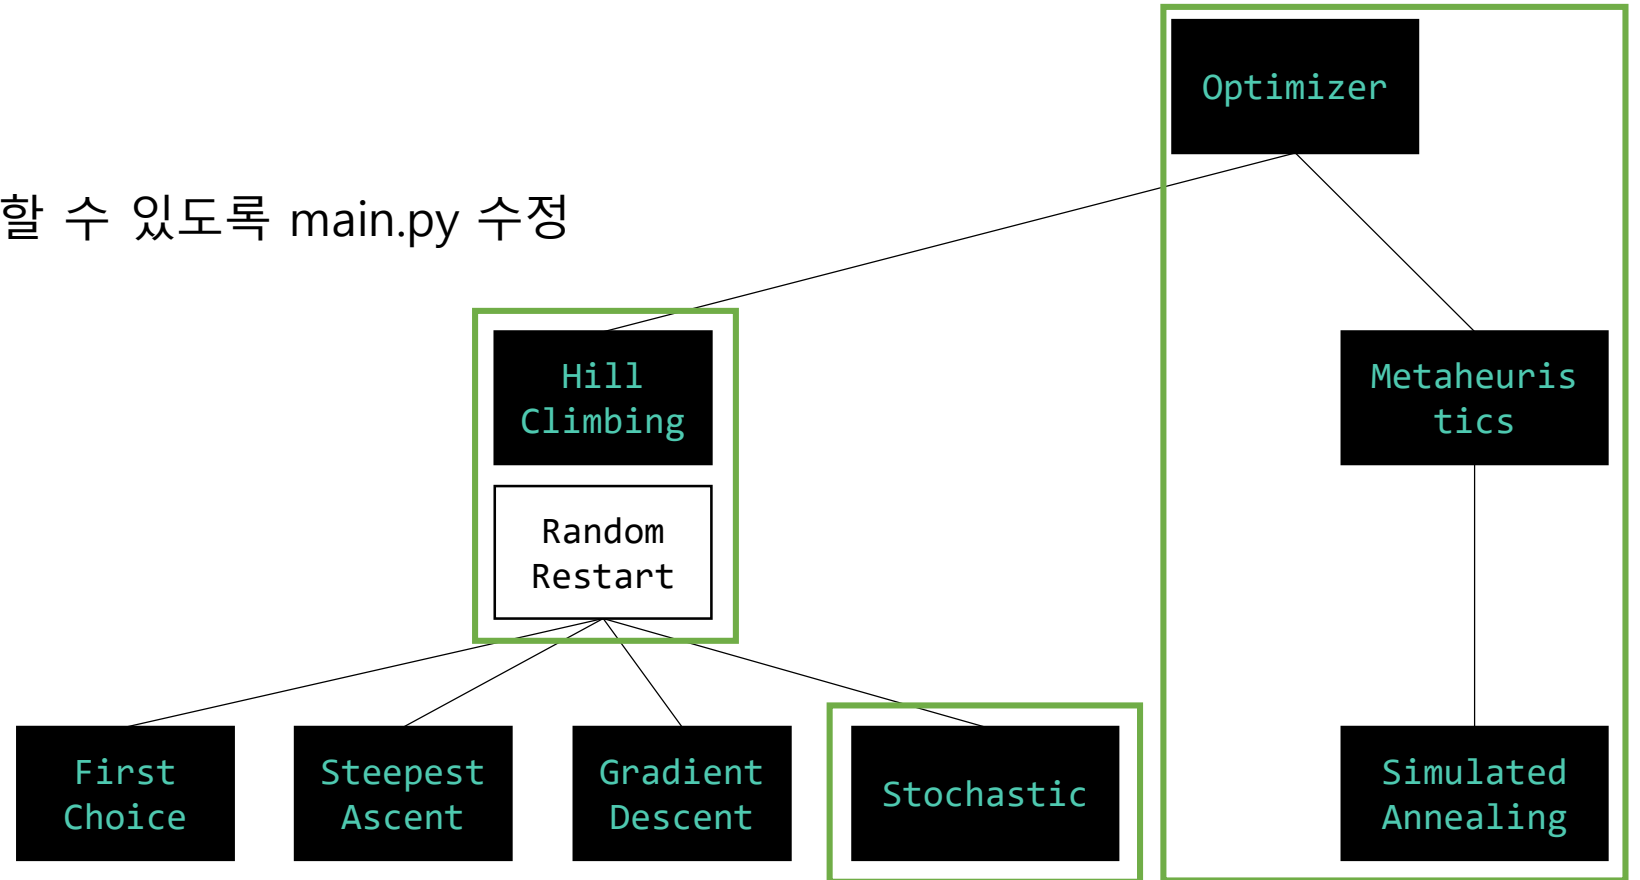 Optimizer
할 수 있도록 main.py 수정
Hill
Climbing
Metaheuris
tics
Random
Restart
First
Choice
Steepest
Ascent
Gradient
Descent
Stochastic
Simulated
Annealing